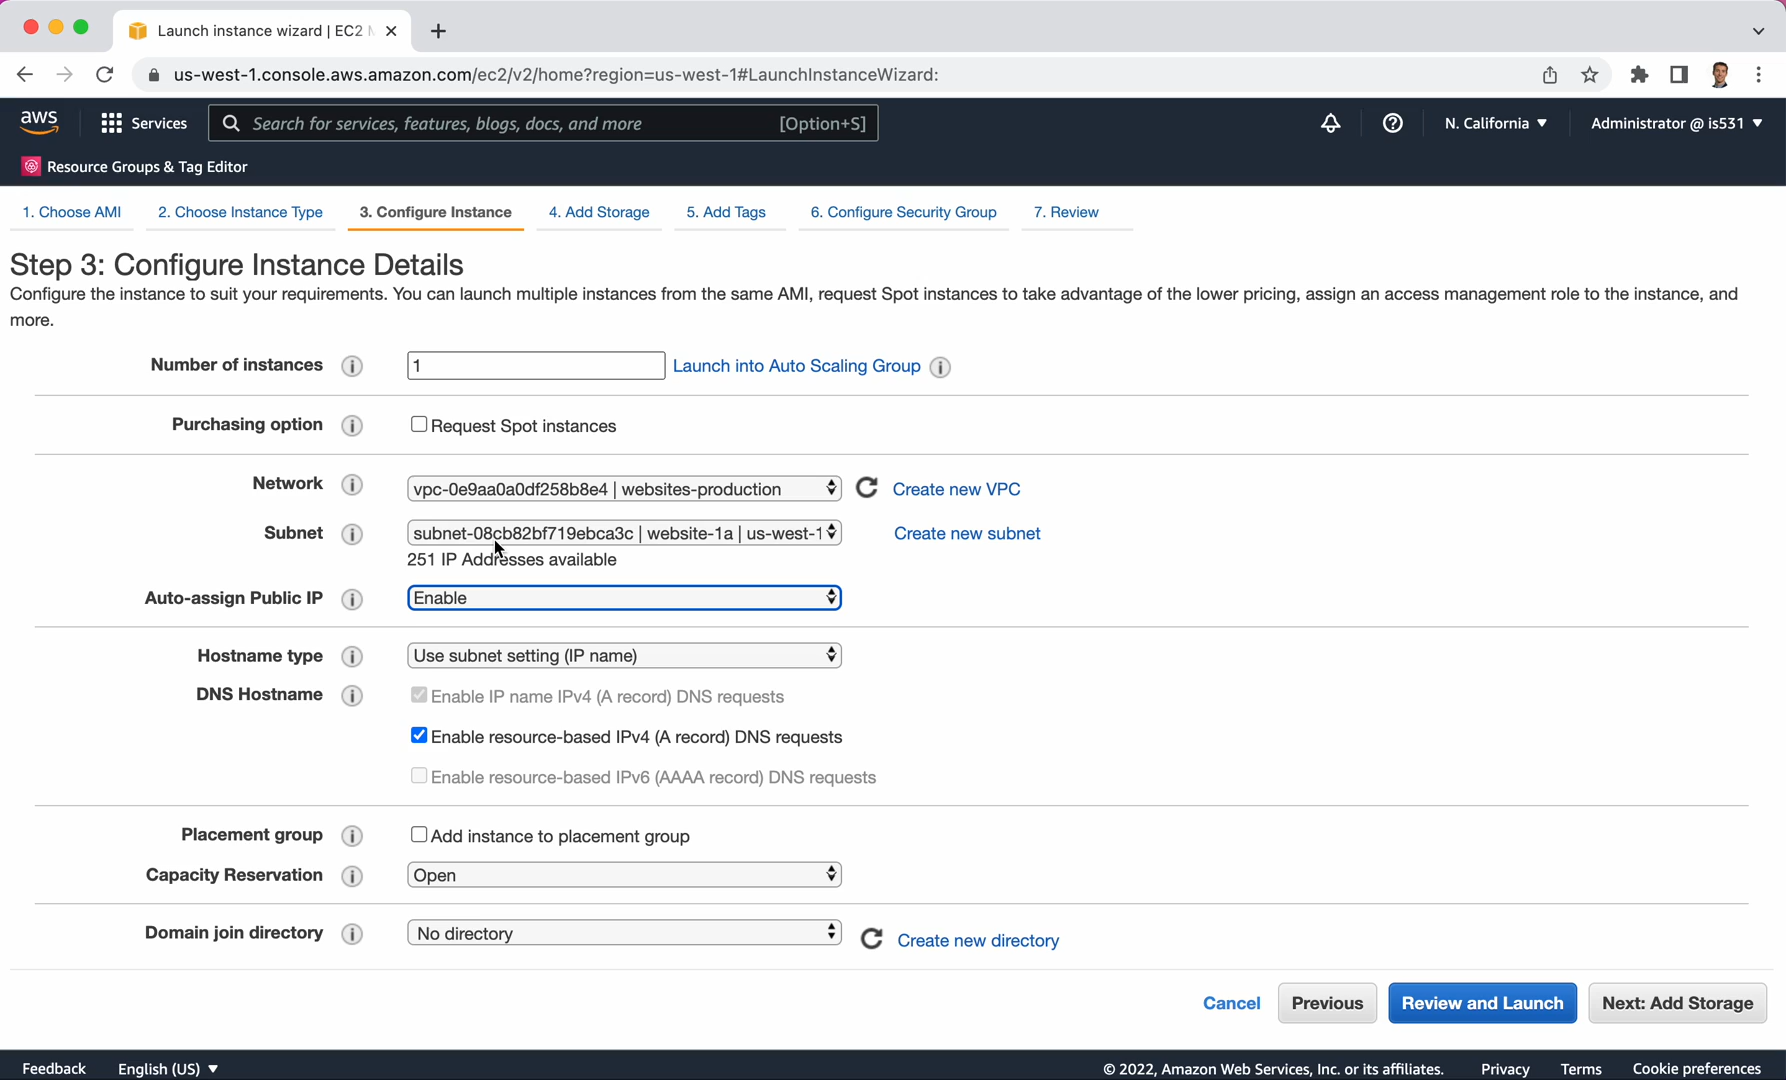 Launch instance wizard | EC2
us-west-1.console.aws.amazon.com/ec2/v2/home?region=us-west-1#LaunchInstanceWizard:
aws
Services
Search for services, features, blogs, docs, and more
[Option+S]
N. California
Administrator @ is531
Resource Groups & Tag Editor
1. Choose AMI
2. Choose Instance Type
3. Configure Instance
4. Add Storage
5. Add Tags
6. Configure Security Group
7. Review
Step 3: Configure Instance Details
Configure the instance to suit your requirements. You can launch multiple instances from the same AMI, request Spot instances to take advantage of the lower pricing, assign an access management role to the instance, and
more.
Number of instances
1
Launch into Auto Scaling Group
Purchasing option
Request Spot instances
Network
vpc-0e9aa0a0df258b8e4 | websites-production
Create new VPC
Subnet
subnet-08cb82bf719ebca3c | website-1a | us-west-1
Create new subnet
251 IP Addresses available
Auto-assign Public IP
Enable
Hostname type
Use subnet setting (IP name)
DNS Hostname
Enable IP name IPv4 (A record) DNS requests
Enable resource-based IPv4 (A record) DNS requests
Enable resource-based IPv6 (AAAA record) DNS requests
Placement group
Add instance to placement group
Capacity Reservation
Open
Domain join directory
No directory
Create new directory
Cancel
Previous
Review and Launch
Next: Add Storage
Feedback
English (US)
© 2022, Amazon Web Services, Inc. or its affiliates.
Privacy
Terms
Cookie preferences